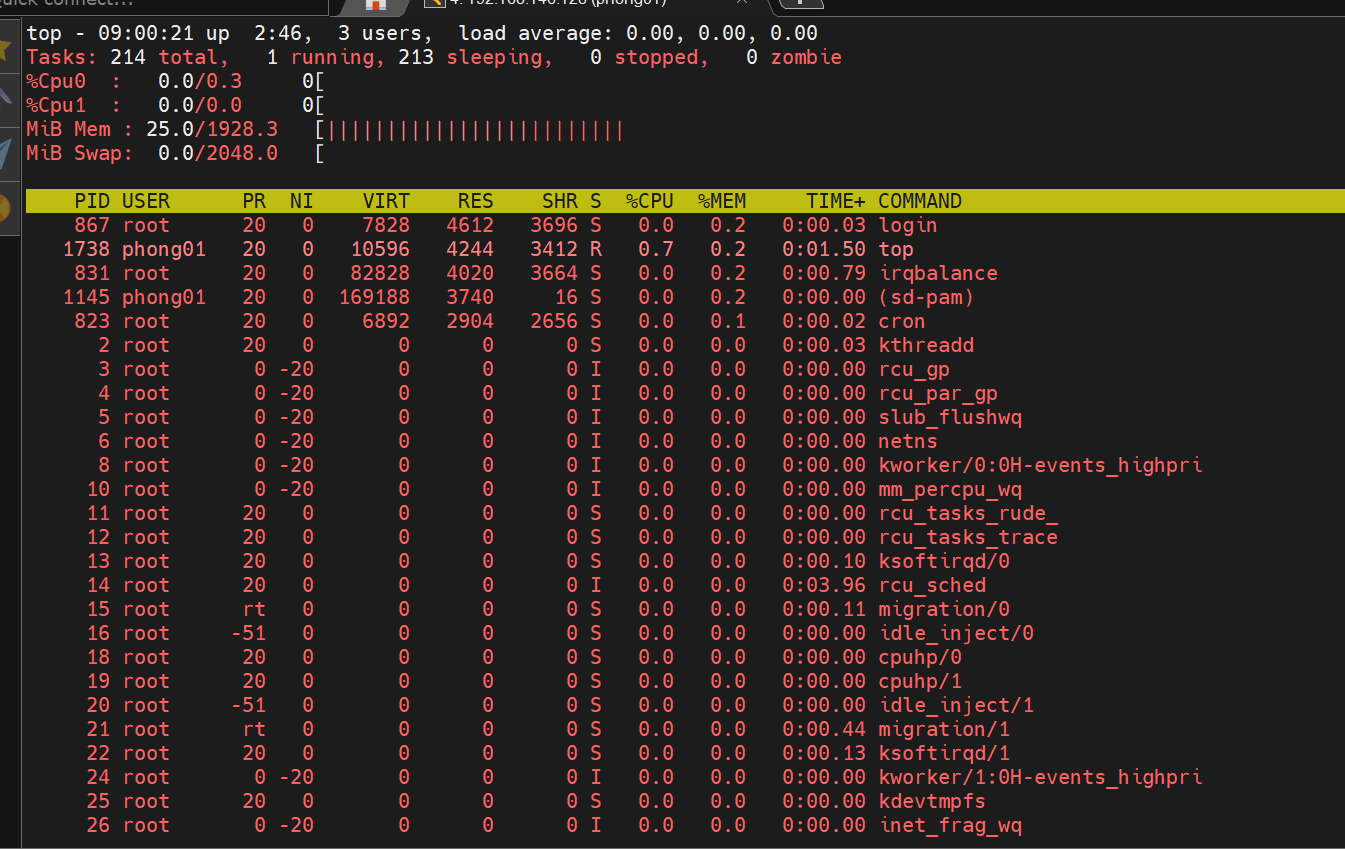 4. 192.168.146.128 (phong01)
top - 09:00:21 up  2:46,  3 users,  load average: 0.00, 0.00, 0.00
Tasks: 214 total,   1 running, 213 sleeping,   0 stopped,   0 zombie
%Cpu0  :   0.0/0.3     0[
%Cpu1  :   0.0/0.0     0[
MiB Mem : 25.0/1928.3   [|||||||||||||||||||||||||
MiB Swap:  0.0/2048.0   [
PID USER      PR  NI    VIRT    RES    SHR S  %CPU  %MEM     TIME+ COMMAND
867 root      20   0    7828   4612   3696 S   0.0   0.2   0:00.03 login
1738 phong01   20   0   10596   4244   3412 R   0.7   0.2   0:01.50 top
831 root      20   0   82828   4020   3664 S   0.0   0.2   0:00.79 irqbalance
1145 phong01   20   0  169188   3740     16 S   0.0   0.2   0:00.00 (sd-pam)
823 root      20   0    6892   2904   2656 S   0.0   0.1   0:00.02 cron
2 root      20   0       0      0      0 S   0.0   0.0   0:00.03 kthreadd
3 root       0 -20       0      0      0 I   0.0   0.0   0:00.00 rcu_gp
4 root       0 -20       0      0      0 I   0.0   0.0   0:00.00 rcu_par_gp
5 root       0 -20       0      0      0 I   0.0   0.0   0:00.00 slub_flushwq
6 root       0 -20       0      0      0 I   0.0   0.0   0:00.00 netns
8 root       0 -20       0      0      0 I   0.0   0.0   0:00.00 kworker/0:0H-events_highpri
10 root       0 -20       0      0      0 I   0.0   0.0   0:00.00 mm_percpu_wq
11 root      20   0       0      0      0 S   0.0   0.0   0:00.00 rcu_tasks_rude_
12 root      20   0       0      0      0 S   0.0   0.0   0:00.00 rcu_tasks_trace
13 root      20   0       0      0      0 S   0.0   0.0   0:00.10 ksoftirqd/0
14 root      20   0       0      0      0 I   0.0   0.0   0:03.96 rcu_sched
15 root      rt   0       0      0      0 S   0.0   0.0   0:00.11 migration/0
16 root     -51   0       0      0      0 S   0.0   0.0   0:00.00 idle_inject/0
18 root      20   0       0      0      0 S   0.0   0.0   0:00.00 cpuhp/0
19 root      20   0       0      0      0 S   0.0   0.0   0:00.00 cpuhp/1
20 root     -51   0       0      0      0 S   0.0   0.0   0:00.00 idle_inject/1
21 root      rt   0       0      0      0 S   0.0   0.0   0:00.44 migration/1
22 root      20   0       0      0      0 S   0.0   0.0   0:00.13 ksoftirqd/1
24 root       0 -20       0      0      0 I   0.0   0.0   0:00.00 kworker/1:0H-events_highpri
25 root      20   0       0      0      0 S   0.0   0.0   0:00.00 kdevtmpfs
26 root       0 -20       0      0      0 I   0.0   0.0   0:00.00 inet_frag_wq